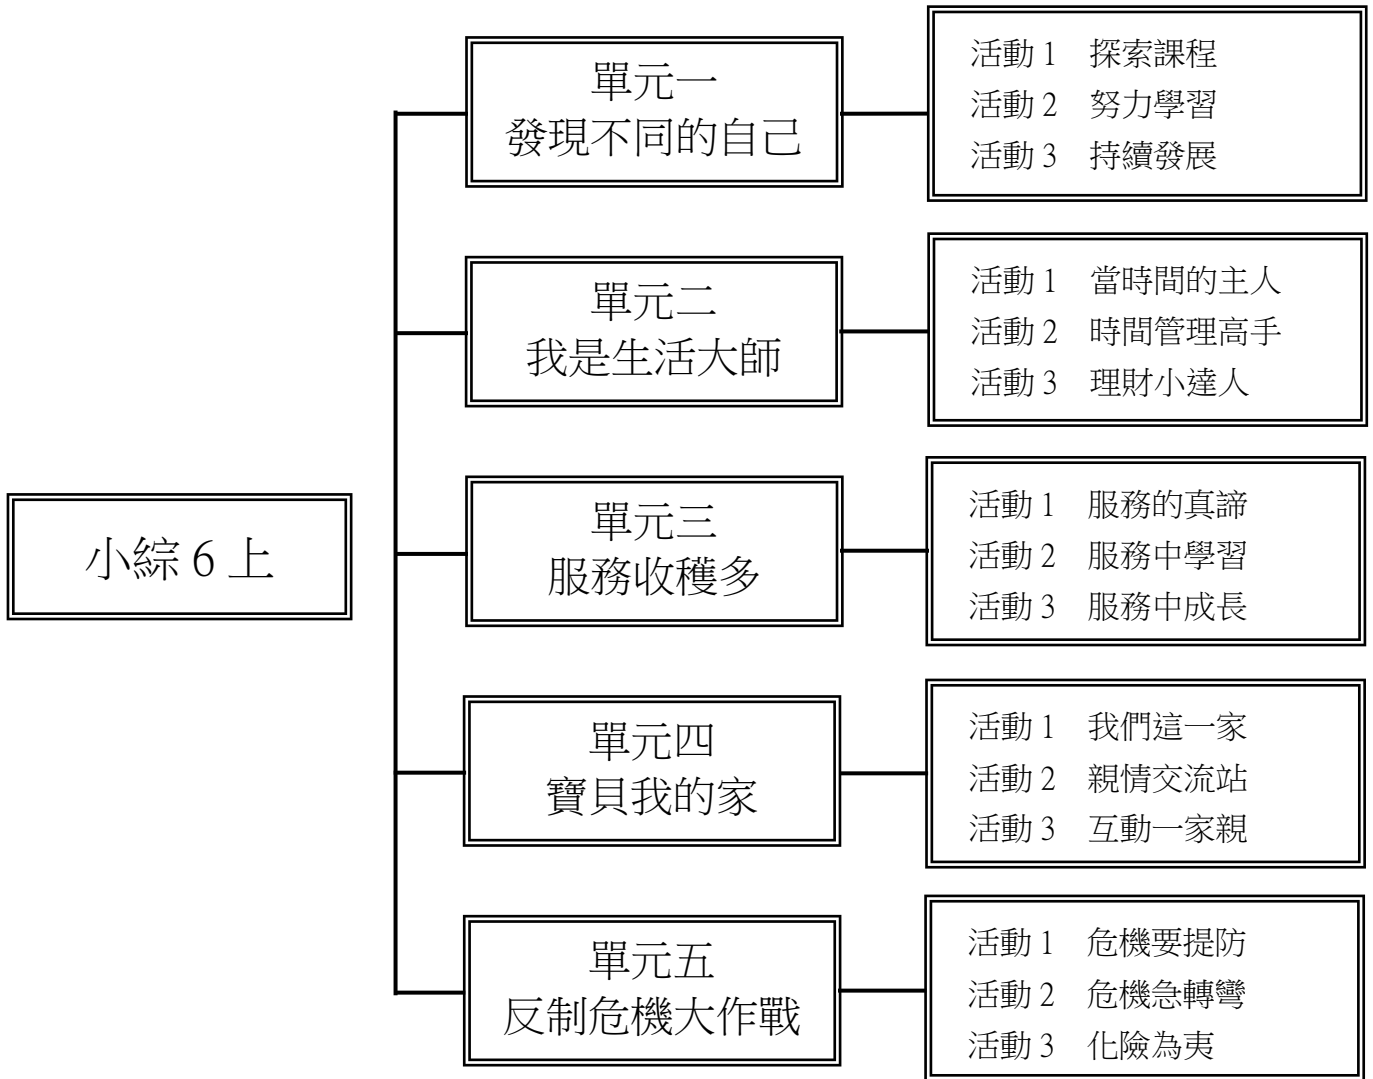 小綜 6 上
單元一
發現不同的自己
活動 1　探索課程
活動 2　努力學習
活動 3　持續發展
單元二
我是生活大師
活動 1　當時間的主人
活動 2　時間管理高手
活動 3　理財小達人
單元三
服務收穫多
活動 1　服務的真諦
活動 2　服務中學習
活動 3　服務中成長
單元四
寶貝我的家
活動 1　我們這一家
活動 2　親情交流站
活動 3　互動一家親
單元五
反制危機大作戰
活動 1　危機要提防
活動 2　危機急轉彎
活動 3　化險為夷